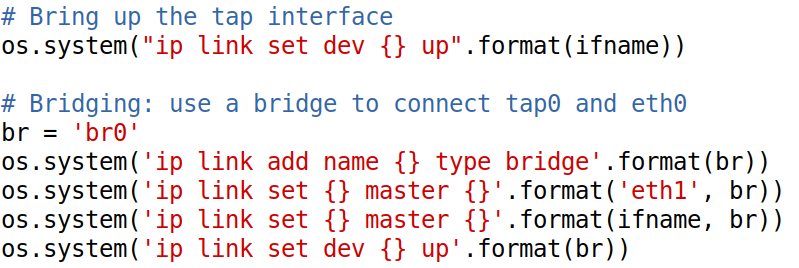 # Bring up the tap interface
os.system("ip link set dev {} up".format(ifname))
# Bridging: use a bridge to connect tap0 and eth0
br = 'br0'
os.system('ip link add name {} type bridge'.format(br))
os.system('ip link set {} master {}'.format('eth1', br))
os.system('ip link set {} master {}'.format(ifname, br))
os.system('ip link set dev {} up'.format(br))